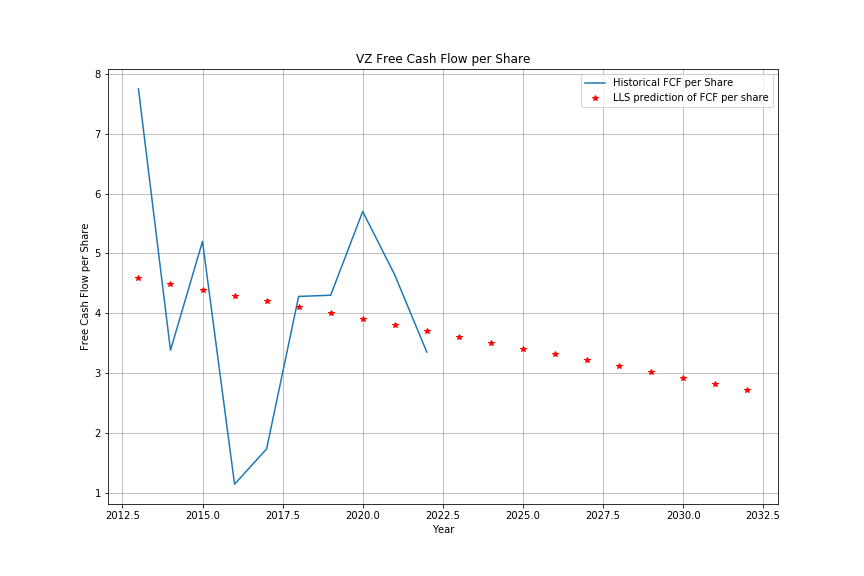 VZ Free Cash Flow per Share
Historical FCF per Share
LLS prediction of FCF per share
Free Cash Flow per Share
8
7
6
5
4
3
2
1
2012.5 2015.0 2017.5 2020.0 2022.5 2025.0 2027.5 2030.0 2032.5
Year